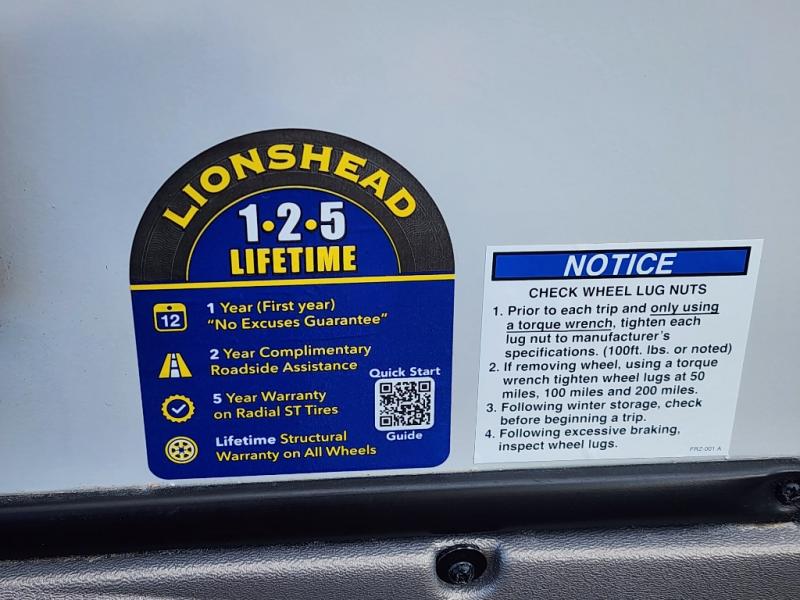 LIONSHEAD
1•2•5
LIFETIME
12
1 Year (First year)
"No Excuses Guarantee"
2 Year Complimentary
Roadside Assistance
5 Year Warranty
on Radial ST Tires
Lifetime Structural
Warranty on All Wheels
Quick Start
Guide
NOTICE
CHECK WHEEL LUG NUTS
1. Prior to each trip and only using
a torque wrench, tighten each
lug nut to manufacturer's
specifications. (100ft. lbs. or noted)
2. If removing wheel, using a torque
wrench tighten wheel lugs at 50
miles, 100 miles and 200 miles.
3. Following winter storage, check
before beginning a trip.
4. Following excessive braking,
inspect wheel lugs.
FRZ-001 A